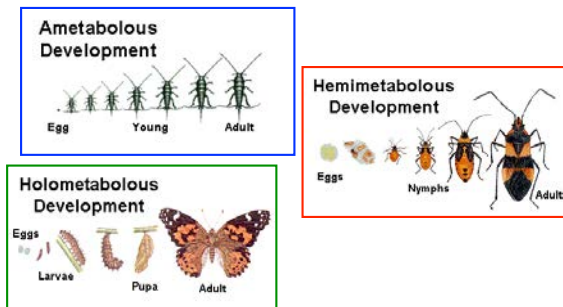 Ametabolous
Development
Egg Young Adult
Hemimetabolous
Development
Eggs
Nymphs
Adult
Holometabolous
Development
Eggs
Larvae
Pupa
Adult